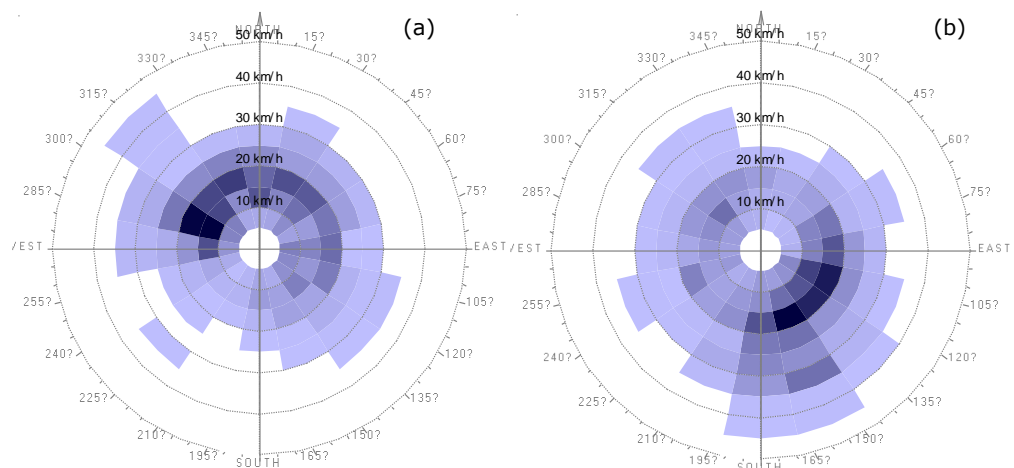 (a)
NORTH
50 km/h
40 km/h
30 km/h
20 km/h
10 km/h
15?
30?
45?
60?
75?
EAST
105?
120?
135?
150?
165?
SOUTH
195?
210?
225?
240?
255?
/EST
285?
300?
315?
330?
345?
(b)
NORTH
50 km/h
40 km/h
30 km/h
20 km/h
10 km/h
15?
30?
45?
60?
75?
EAST
105?
120?
135?
150?
165?
SOUTH
195?
210?
225?
240?
255?
/EST
285?
300?
315?
330?
345?